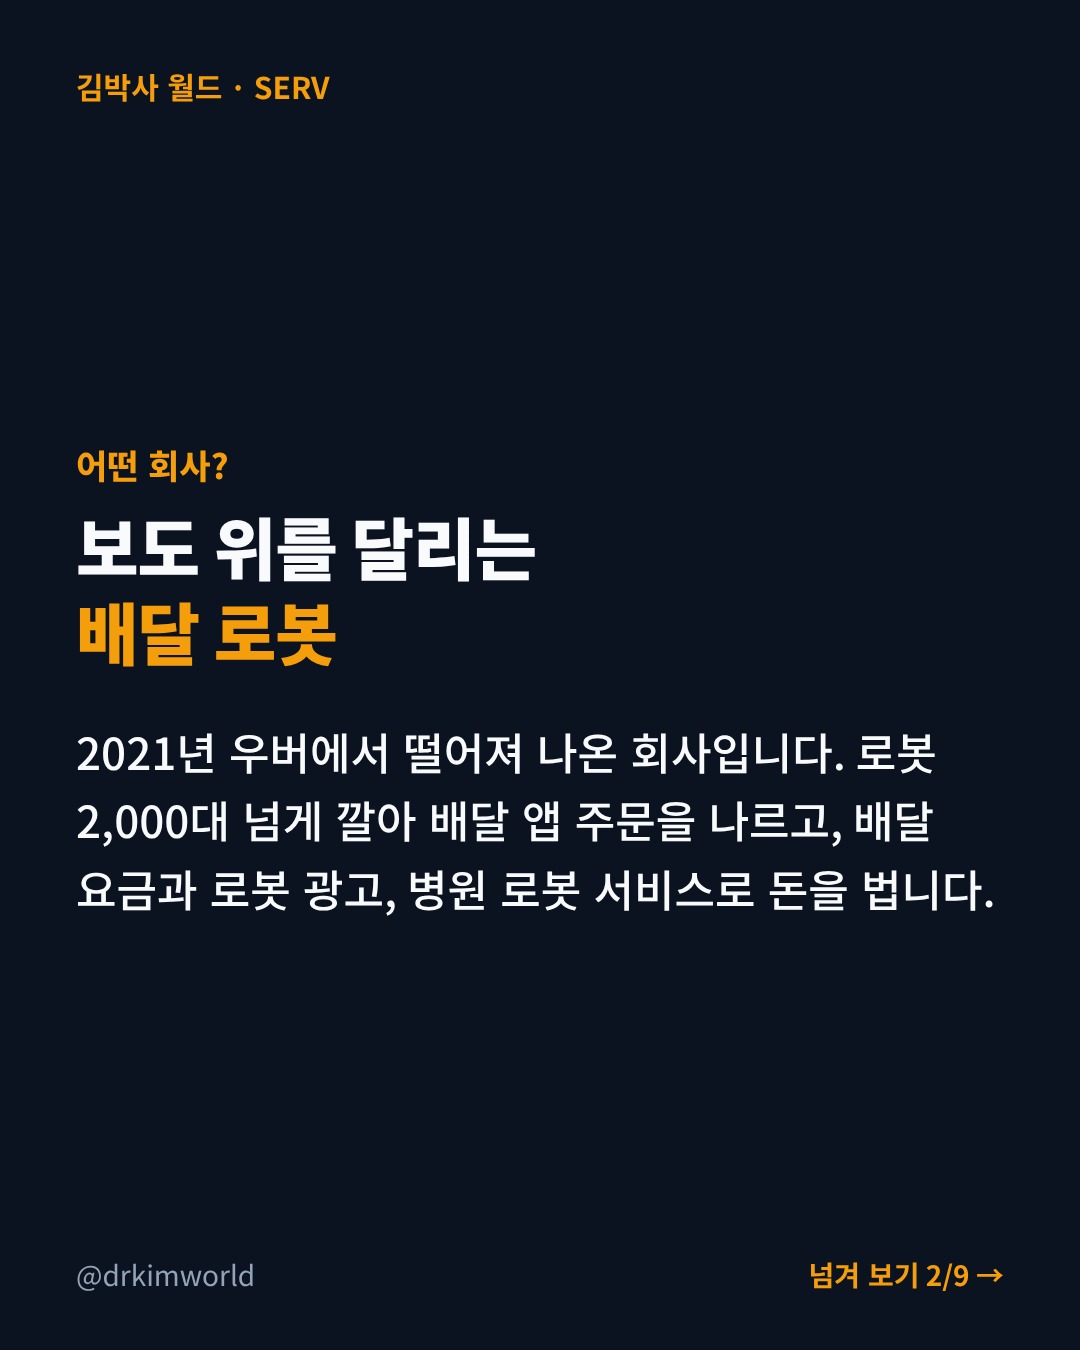 김박사 월드 · SERV
어떤 회사?
보도 위를 달리는
배달 로봇
2021년 우버에서 떨어져 나온 회사입니다. 로봇
2,000대 넘게 깔아 배달 앱 주문을 나르고, 배달
요금과 로봇 광고, 병원 로봇 서비스로 돈을 법니다.
@drkimworld
넘겨 보기 2/9 →